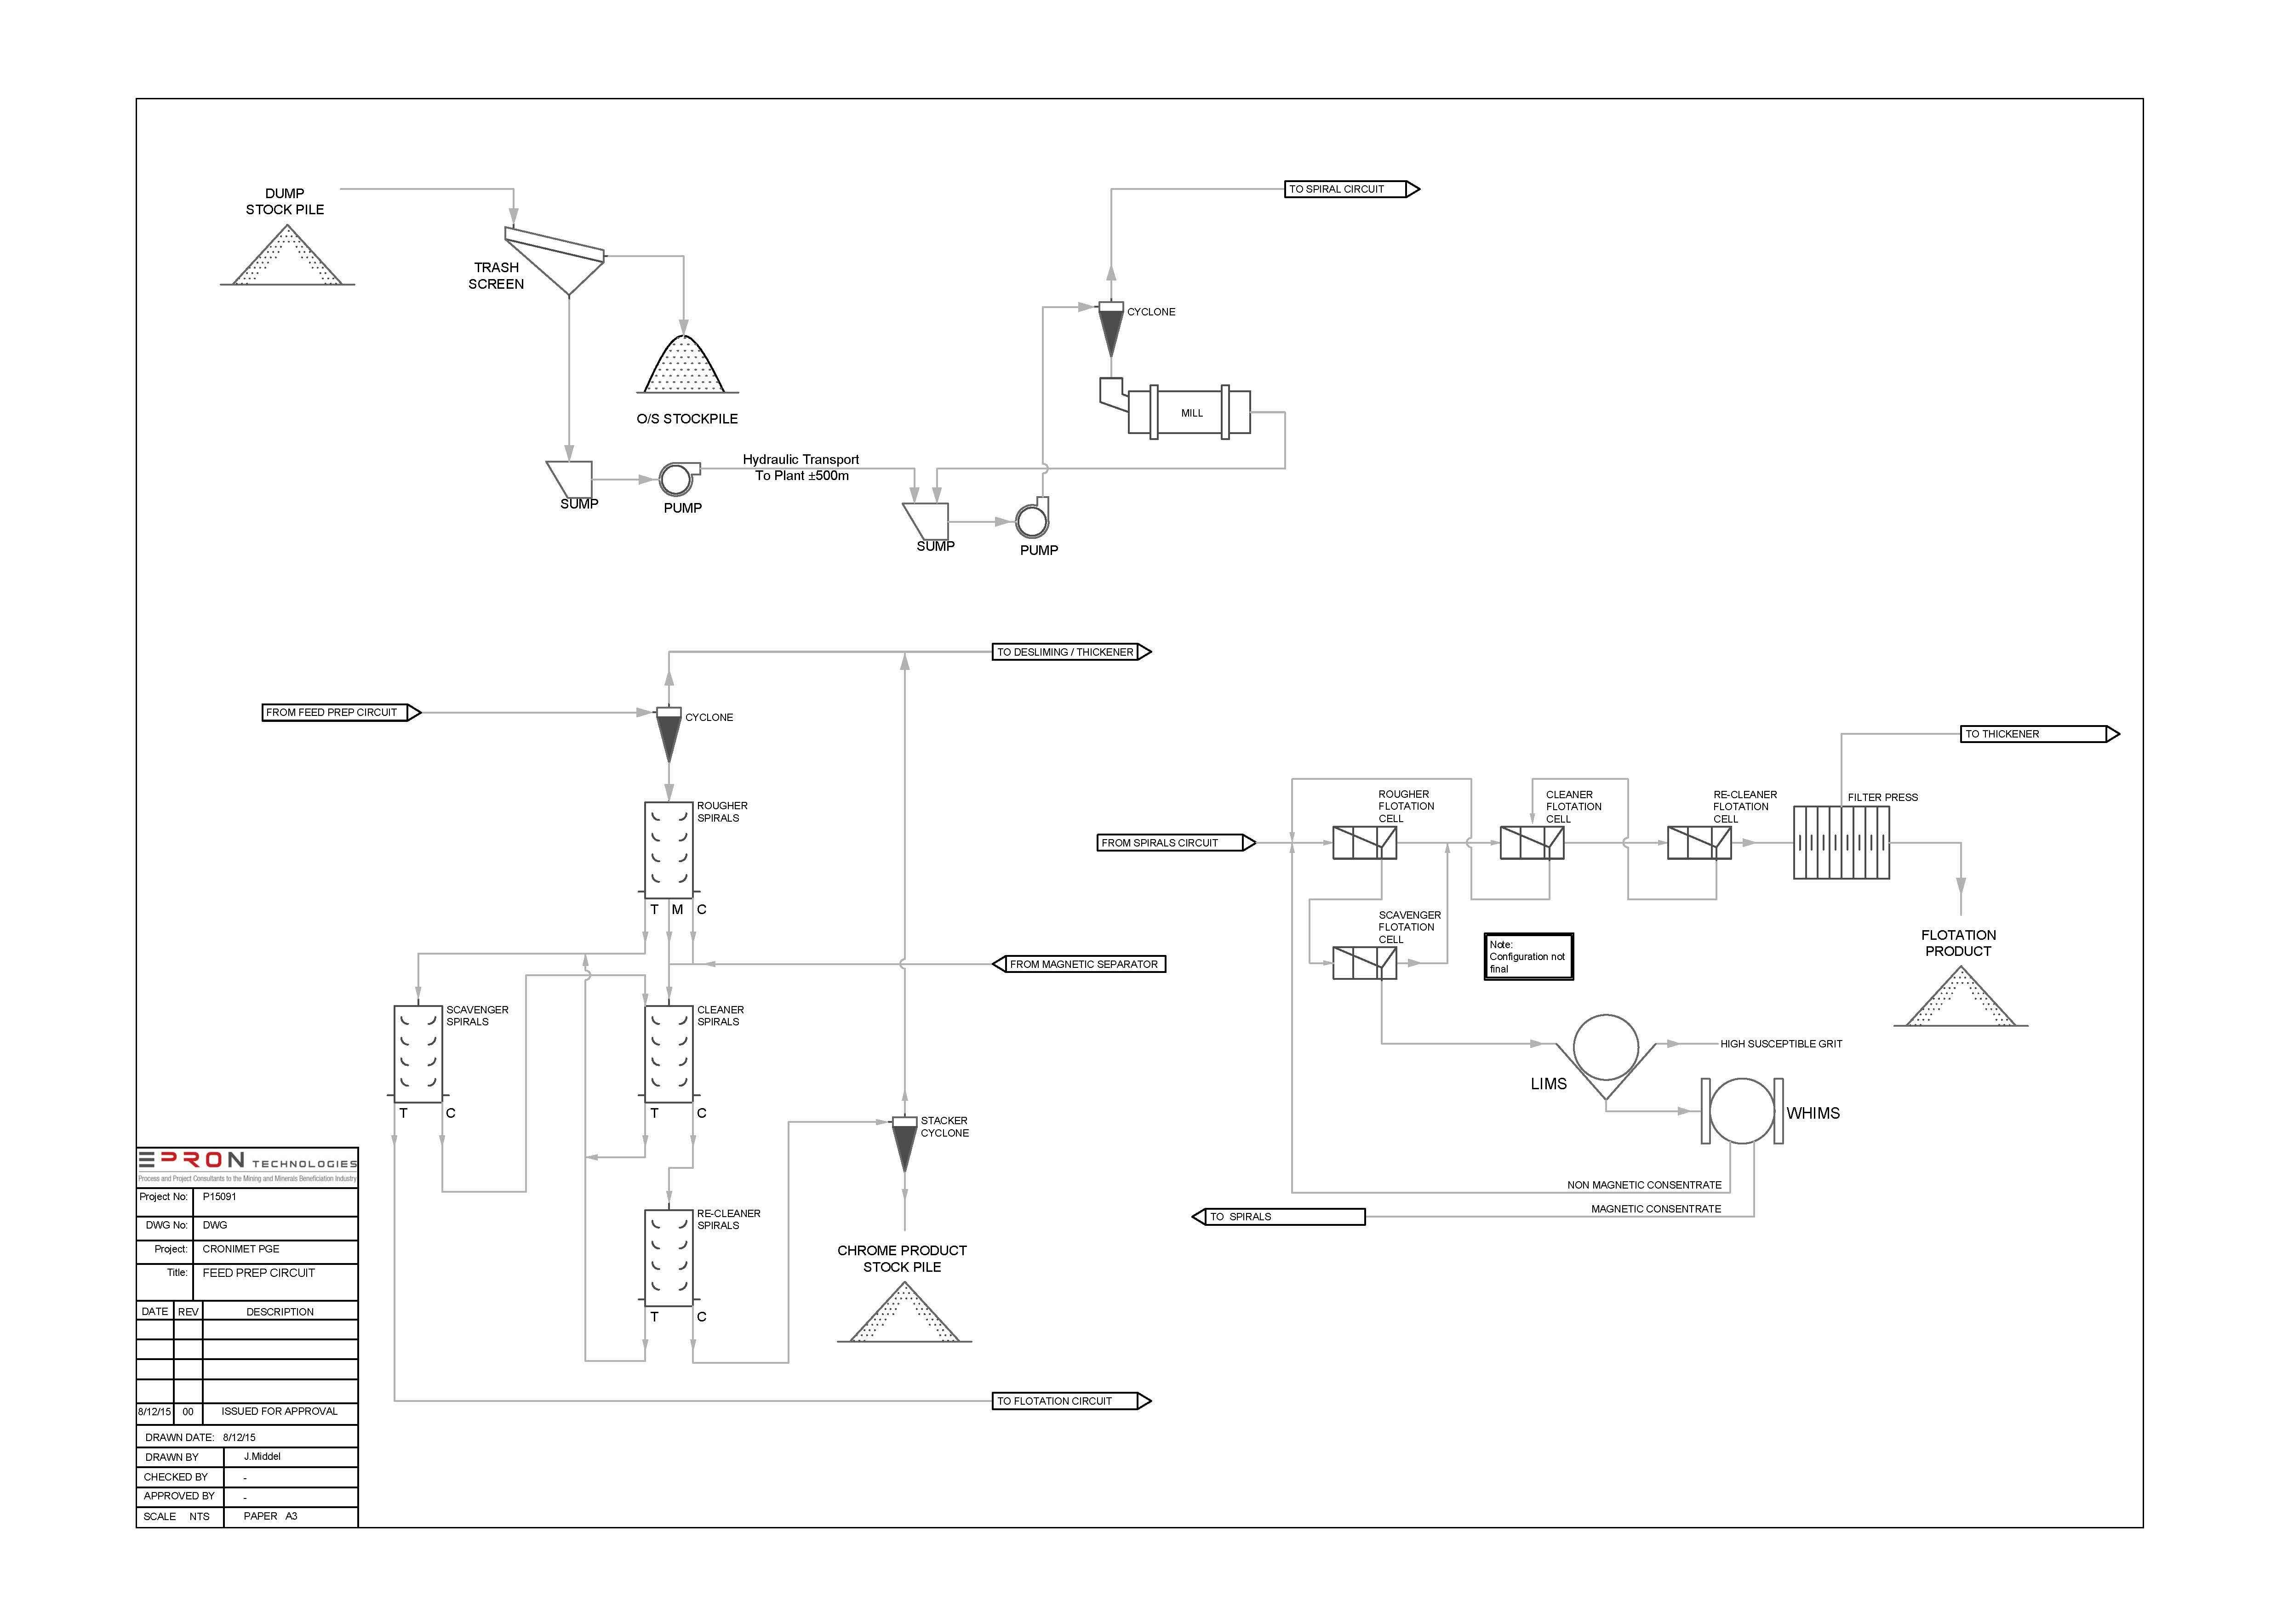 DUMP
STOCK PILE
TRASH
SCREEN
O/S STOCKPILE
SUMP
PUMP
Hydraulic Transport
To Plant ±500m
SUMP
PUMP
TO SPIRAL CIRCUIT
CYCLONE
MILL
TO DESLIMING / THICKENER
FROM FEED PREP CIRCUIT
CYCLONE
ROUGHER
SPIRALS
T M C
FROM MAGNETIC SEPARATOR
SCAVENGER
SPIRALS
T C
CLEANER
SPIRALS
T C
STACKER
CYCLONE
RE-CLEANER
SPIRALS
T C
CHROME PRODUCT
STOCK PILE
TO FLOTATION CIRCUIT
TO THICKENER
FROM SPIRALS CIRCUIT
ROUGHER
FLOTATION
CELL
CLEANER
FLOTATION
CELL
RE-CLEANER
FLOTATION
CELL
FILTER PRESS
SCAVENGER
FLOTATION
CELL
Note:
Configuration not
final
FLOTATION
PRODUCT
LIMS
HIGH SUSCEPTIBLE GRIT
WHIMS
NON MAGNETIC CONSENTRATE
MAGNETIC CONSENTRATE
TO SPIRALS
EPRON TECHNOLOGIES
Process and Project Consultants to the Mining and Minerals Beneficiation Industry
Project No: P15091
DWG No: DWG
Project: CRONIMET PGE
Title: FEED PREP CIRCUIT
DATE REV DESCRIPTION
8/12/15 00 ISSUED FOR APPROVAL
DRAWN DATE: 8/12/15
DRAWN BY J.Middel
CHECKED BY -
APPROVED BY -
SCALE NTS PAPER A3